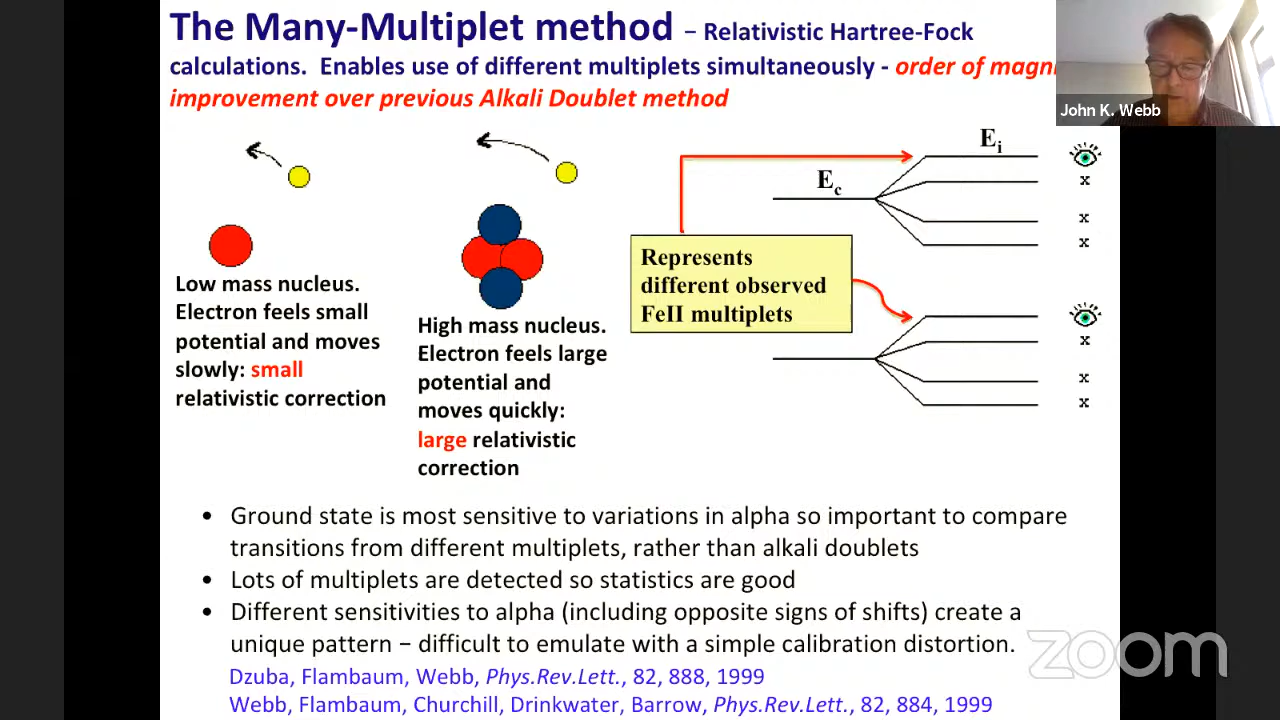 The Many-Multiplet method – Relativistic Hartree-Fock
calculations. Enables use of different multiplets simultaneously - order of magni
improvement over previous Alkali Doublet method
John K. Webb
Low mass nucleus.
Electron feels small
potential and moves
slowly: small
relativistic correction
High mass nucleus.
Electron feels large
potential and
moves quickly:
large relativistic
correction
Represents
different observed
FeII multiplets
Ec
Ei
x
x
x
x
x
x
• Ground state is most sensitive to variations in alpha so important to compare
transitions from different multiplets, rather than alkali doublets
• Lots of multiplets are detected so statistics are good
• Different sensitivities to alpha (including opposite signs of shifts) create a
unique pattern – difficult to emulate with a simple calibration distortion.
Dzuba, Flambaum, Webb, Phys.Rev.Lett., 82, 888, 1999
Webb, Flambaum, Churchill, Drinkwater, Barrow, Phys.Rev.Lett., 82, 884, 1999
zoom